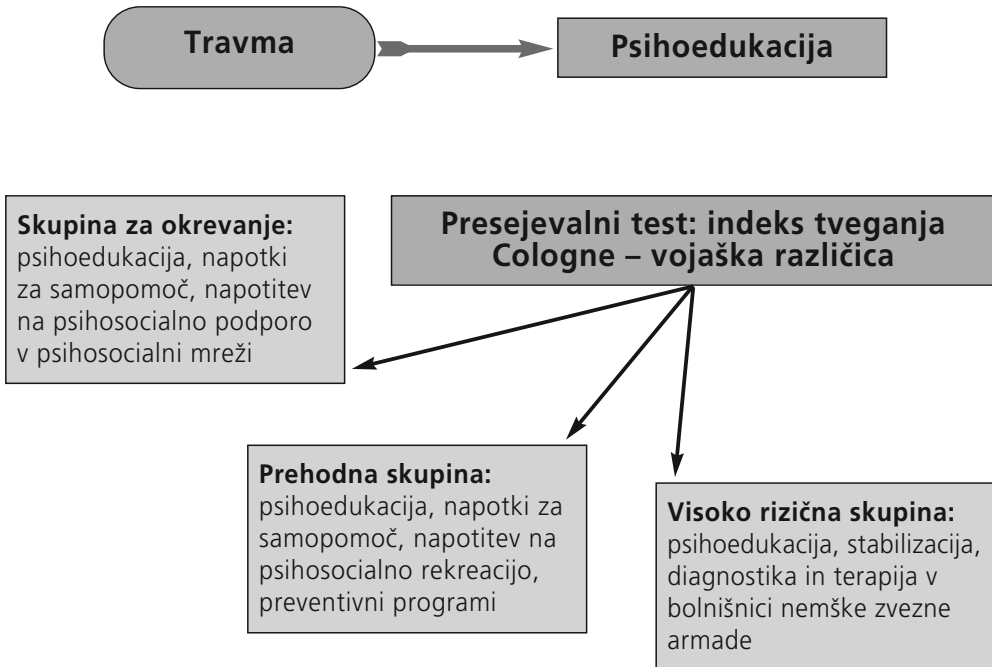 Travma
Psihoedukacija
Presejevalni test: indeks tveganja
Cologne – vojaška različica
Skupina za okrevanje:
psihoedukacija, napotki
za samopomoč, napotitev
na psihosocialno podporo
v psihosocialni mreži
Prehodna skupina:
psihoedukacija, napotki za
samopomoč, napotitev na
psihosocialno rekreacijo,
preventivni programi
Visoko rizična skupina:
psihoedukacija, stabilizacija,
diagnostika in terapija v
bolnišnici nemške zvezne
armade